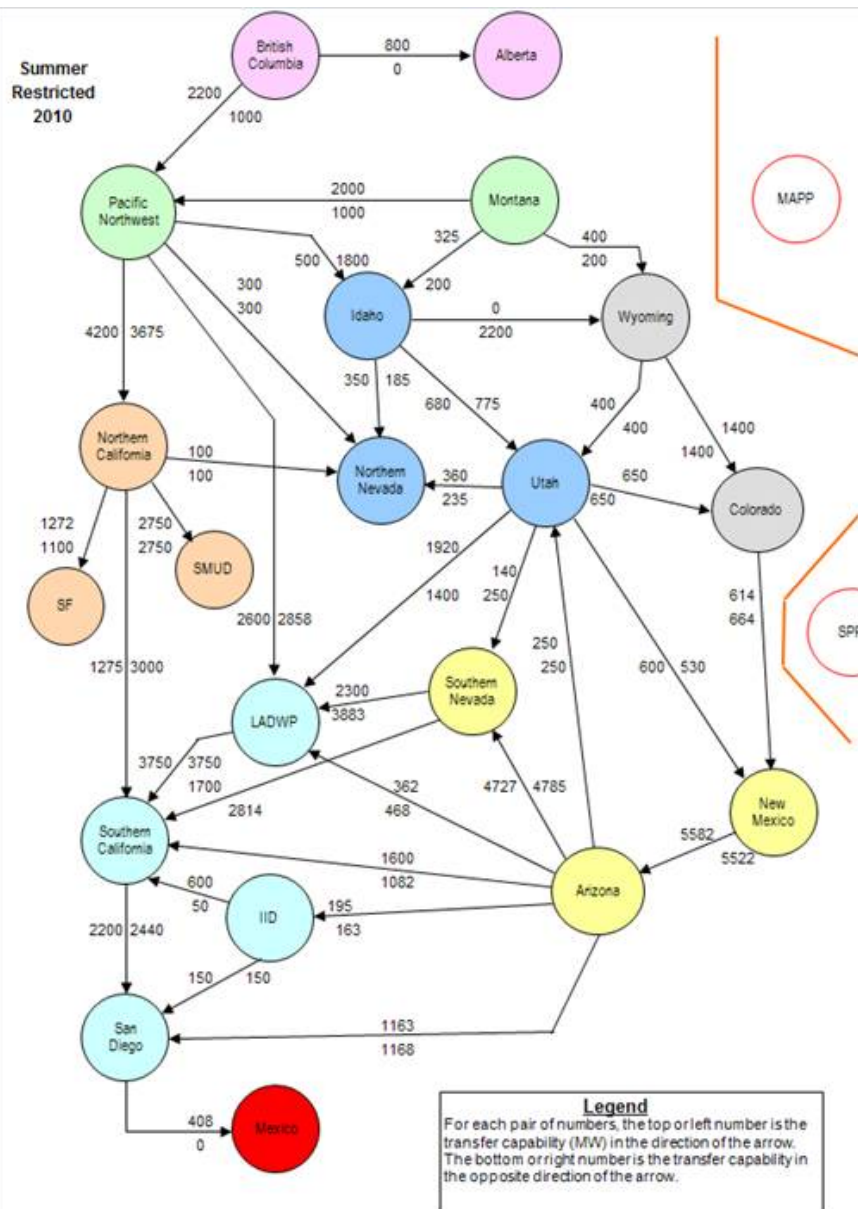 British
Columbia
800
0
Alberta
Summer
Restricted
2010
2200
1000
Pacific
Northwest
2000
1000
Montana
MAPP
325
200
400
200
500 1800
300
300
Idaho
0
2200
Wyoming
4200 3675
350 185
680 775
400
400
1400
1400
Northern
California
100
100
Northern
Nevada
360
235
Utah
650
650
Colorado
1272
1100
2750
2750
SF
SMUD
1920
1400
140
250
614
664
SPP
2600 2858
250
250
600 530
1275 3000
LADWP
2300
3883
Southern
Nevada
3750 3750
1700
2814
362
468
4727 4785
New
Mexico
5582
5522
Southern
California
1600
1082
Arizona
600
50
IID
195
163
2200 2440
150 150
San
Diego
1163
1168
408
0
Mexico
Legend
For each pair of numbers, the top or left number is the
transfer capability (MW) in the direction of the arrow.
The bottom or right number is the transfer capability in
the opposite direction of the arrow.